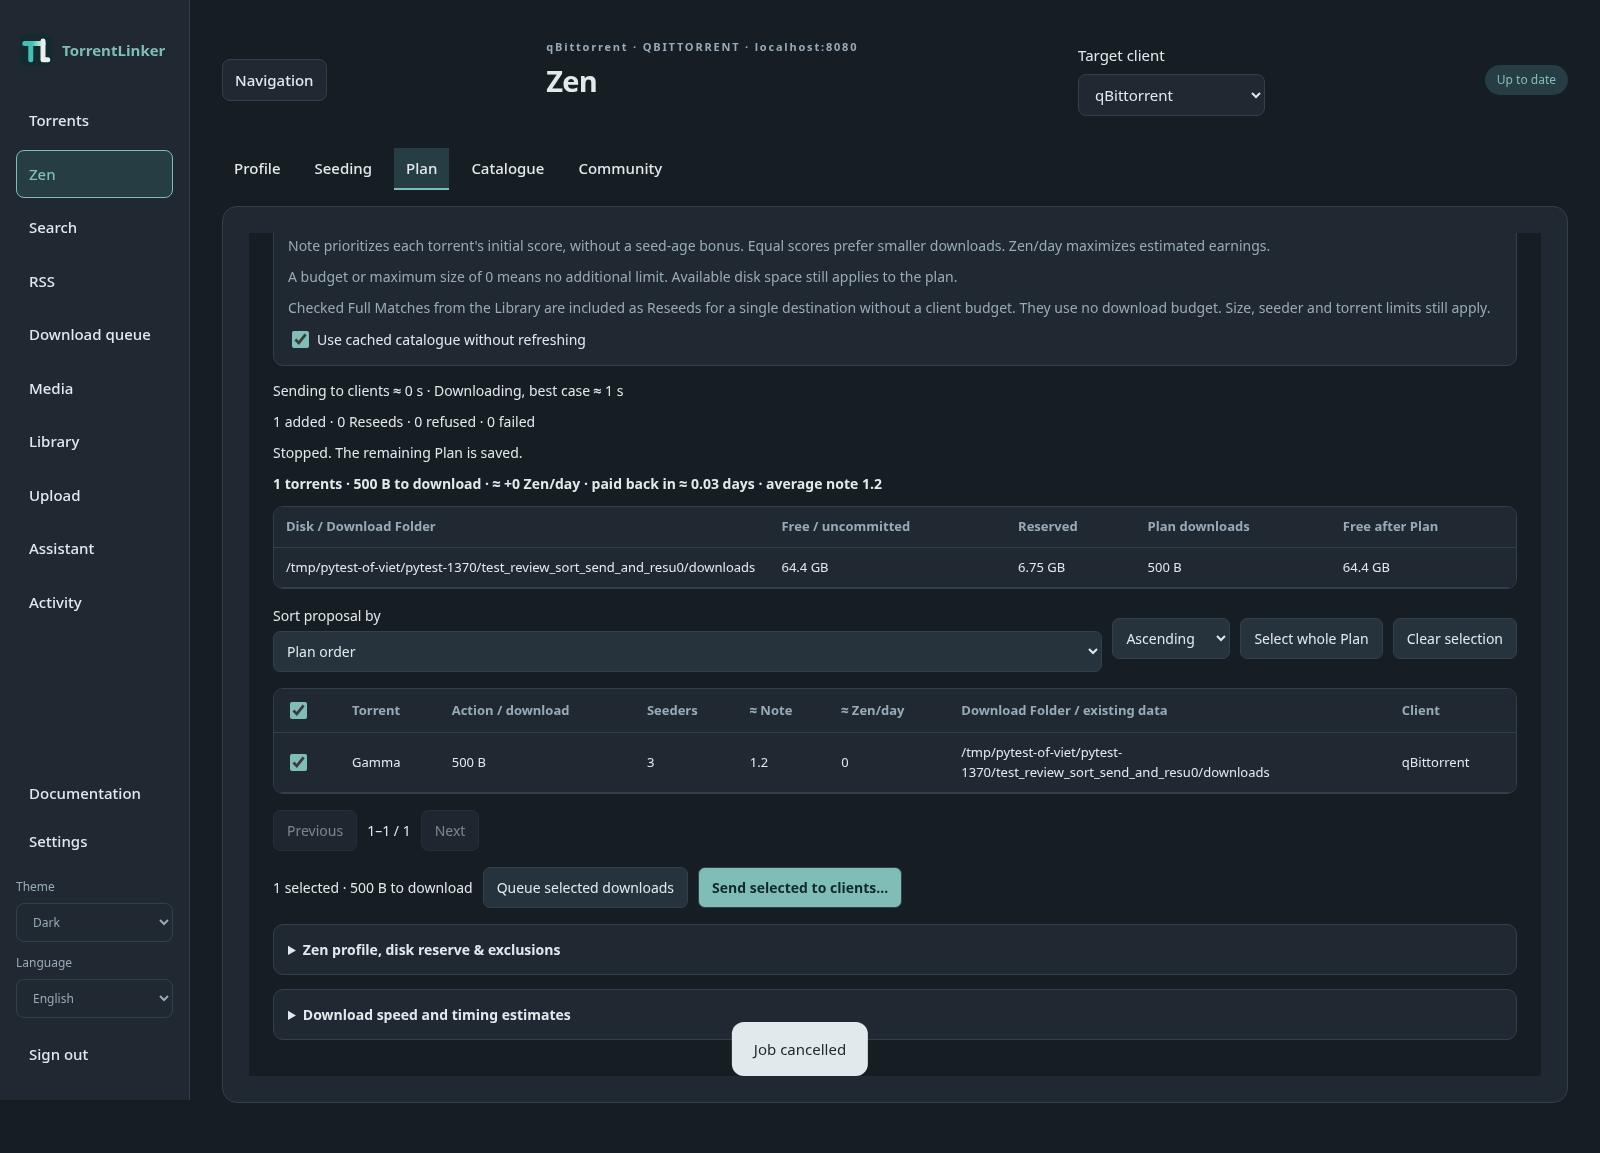 TorrentLinker
Torrents
Zen
Search
RSS
Download queue
Media
Library
Upload
Assistant
Activity
Documentation
Settings
Theme
Dark
Language
English
Sign out
Navigation
qBittorrent · QBITTORRENT · localhost:8080
Zen
Target client
qBittorrent
Up to date
Profile Seeding Plan Catalogue Community
Note prioritizes each torrent's initial score, without a seed-age bonus. Equal scores prefer smaller downloads. Zen/day maximizes estimated earnings.
A budget or maximum size of 0 means no additional limit. Available disk space still applies to the plan.
Checked Full Matches from the Library are included as Reseeds for a single destination without a client budget. They use no download budget. Size, seeder and torrent limits still apply.
Use cached catalogue without refreshing
Sending to clients ≈ 0 s · Downloading, best case ≈ 1 s
1 added · 0 Reseeds · 0 refused · 0 failed
Stopped. The remaining Plan is saved.
1 torrents · 500 B to download · ≈ +0 Zen/day · paid back in ≈ 0.03 days · average note 1.2
Disk / Download Folder Free / uncommitted Reserved Plan downloads Free after Plan
/tmp/pytest-of-viet/pytest-1370/test_review_sort_send_and_resu0/downloads 64.4 GB 6.75 GB 500 B 64.4 GB
Sort proposal by
Plan order Ascending Select whole Plan Clear selection
Torrent Action / download Seeders ≈ Note ≈ Zen/day Download Folder / existing data Client
Gamma 500 B 3 1.2 0 /tmp/pytest-of-viet/pytest-
1370/test_review_sort_send_and_resu0/downloads qBittorrent
Previous 1–1 / 1 Next
1 selected · 500 B to download Queue selected downloads Send selected to clients…
Zen profile, disk reserve & exclusions
Download speed and timing estimates
Job cancelled